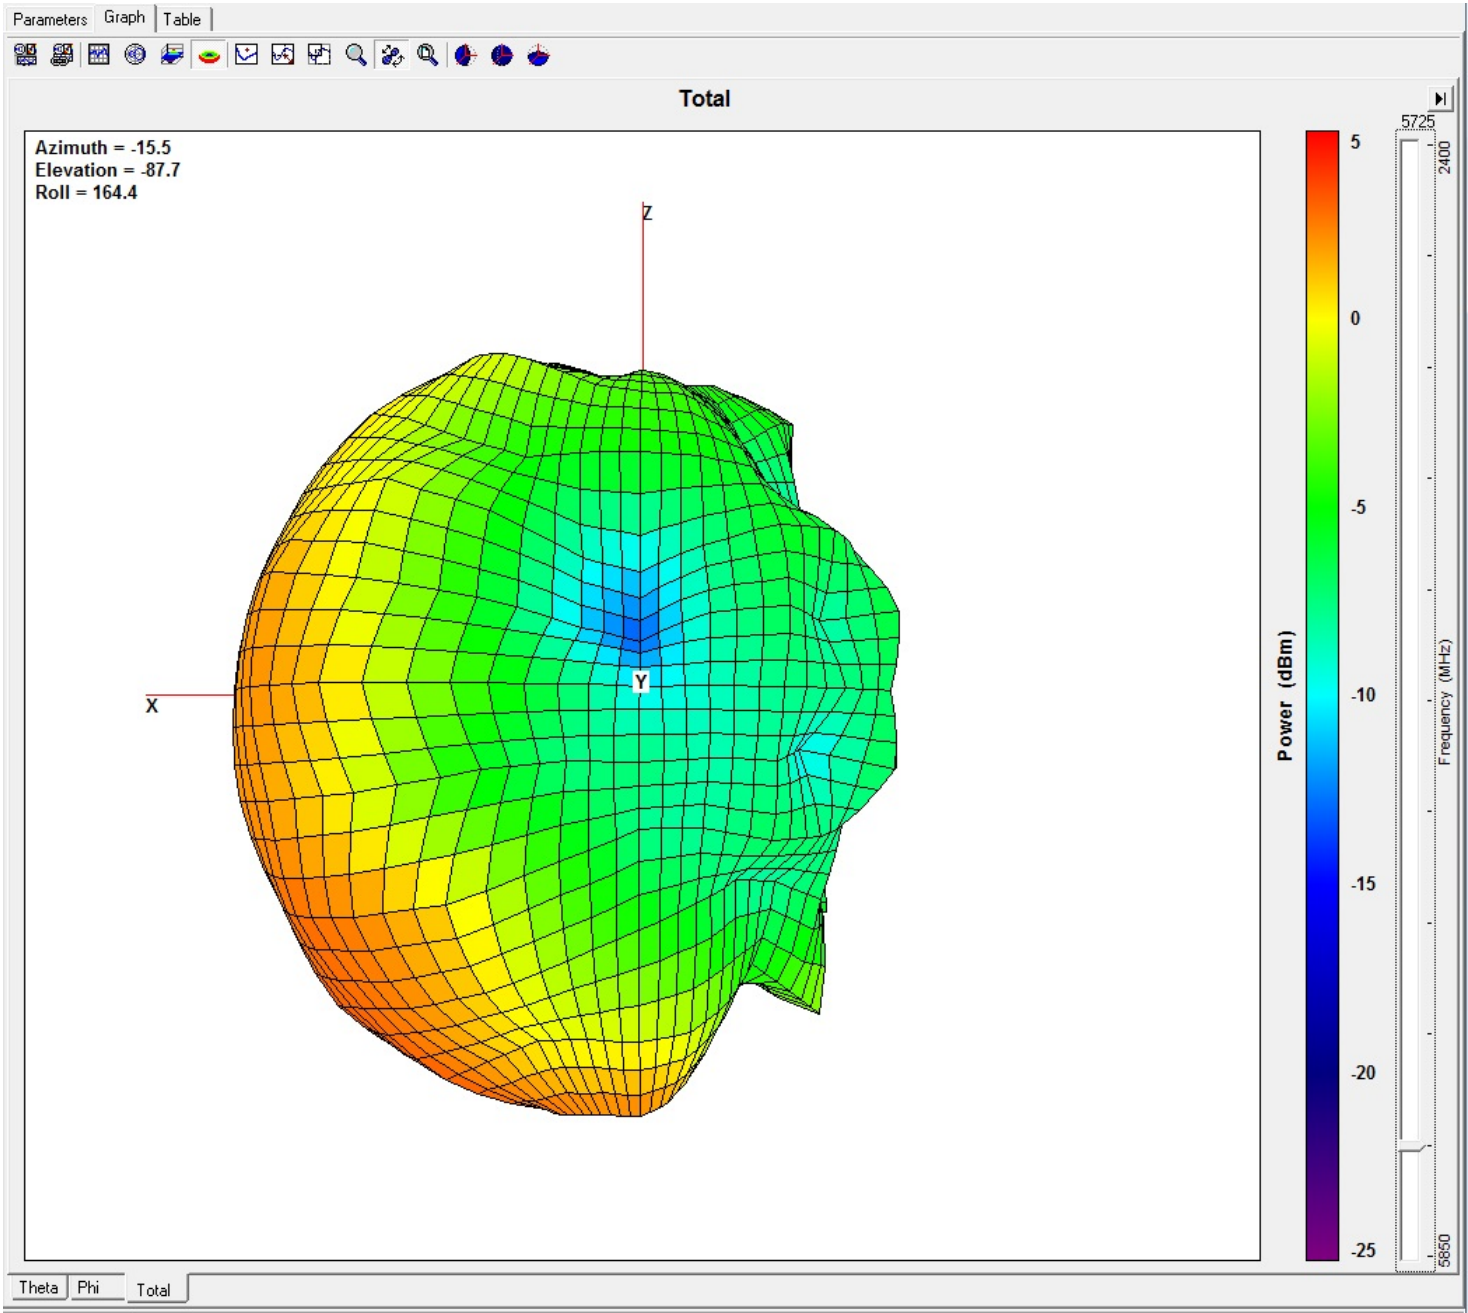 Parameters Graph Table
Total
5725
Azimuth = -15.5
Elevation = -87.7
Roll = 164.4
Z
X
Y
5
0
-5
-10
-15
-20
-25
Power (dBm)
2400
Frequency (MHz)
5850
Theta Phi Total